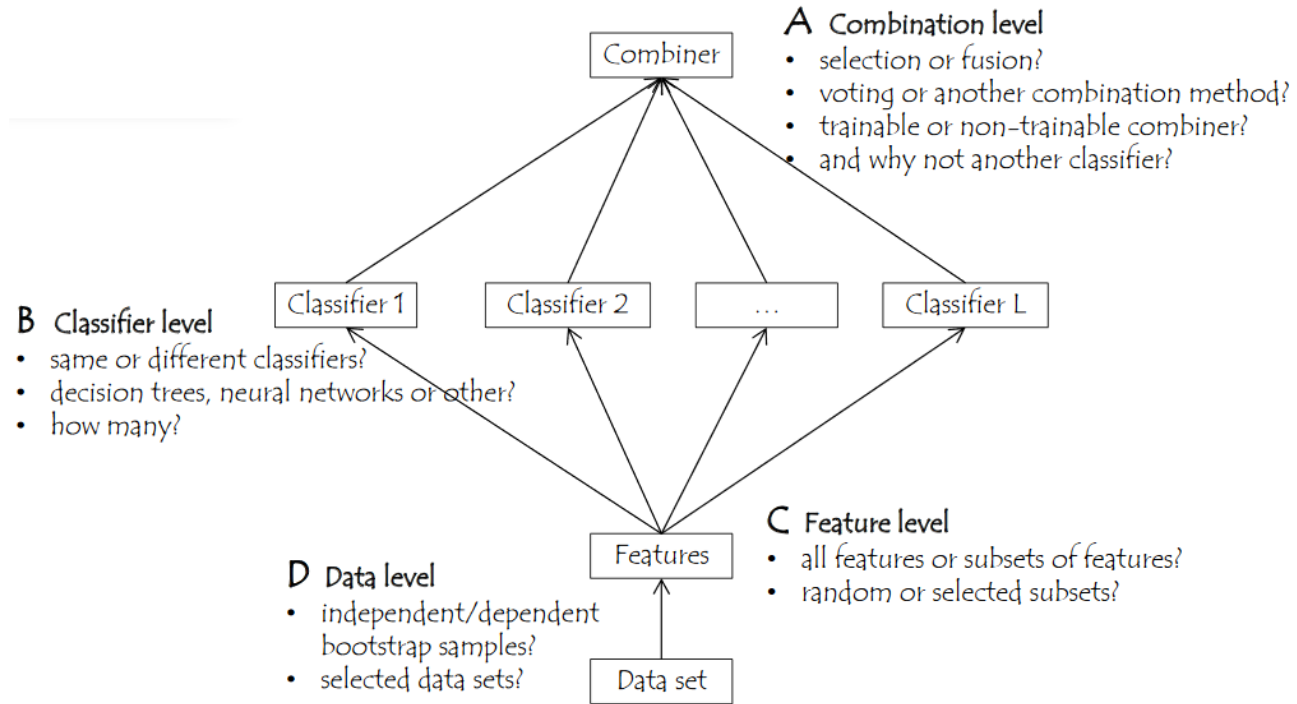 A Combination level
• selection or fusion?
• voting or another combination method?
• trainable or non-trainable combiner?
• and why not another classifier?
Combiner
Classifier 1
Classifier 2
...
Classifier L
B Classifier level
• same or different classifiers?
• decision trees, neural networks or other?
• how many?
C Feature level
• all features or subsets of features?
• random or selected subsets?
Features
D Data level
• independent/dependent
bootstrap samples?
• selected data sets?
Data set